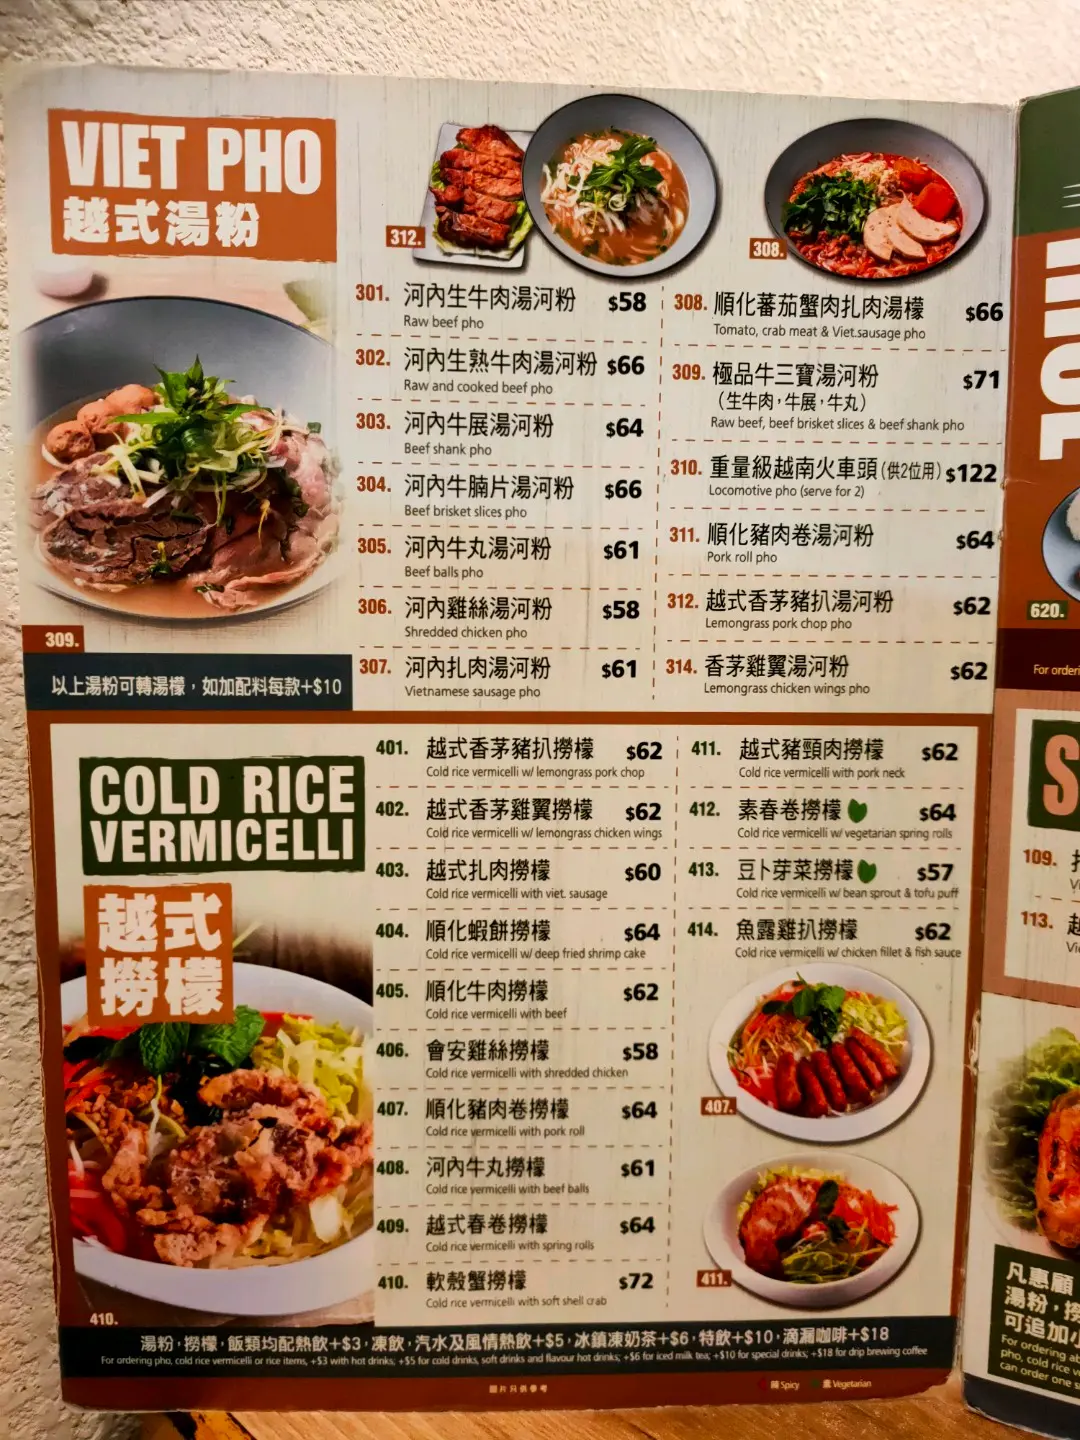 VIET PHO
越式湯粉
312.
308.
309.
以上湯粉可轉湯檬，如加配料每款+$10
301. 河內生牛肉湯河粉 $58
Raw beef pho
302. 河內生熟牛肉湯河粉 $66
Raw and cooked beef pho
303. 河內牛展湯河粉 $64
Beef shank pho
304. 河內牛腩片湯河粉 $66
Beef brisket slices pho
305. 河內牛丸湯河粉 $61
Beef balls pho
306. 河內雞絲湯河粉 $58
Shredded chicken pho
307. 河內扎肉湯河粉 $61
Vietnamese sausage pho
308. 順化蕃茄蟹肉扎肉湯檬 $66
Tomato, crab meat & Viet.sausage pho
309. 極品牛三寶湯河粉 $71
（生牛肉，牛展，牛丸）
Raw beef, beef brisket slices & beef shank pho
310. 重量級越南火車頭（供2位用） $122
Locomotive pho (serve for 2)
311. 順化豬肉卷湯河粉 $64
Pork roll pho
312. 越式香茅豬扒湯河粉 $62
Lemongrass pork chop pho
314. 香茅雞翼湯河粉 $62
Lemongrass chicken wings pho
COLD RICE
VERMICELLI
越式
撈檬
410.
401. 越式香茅豬扒撈檬 $62
Cold rice vermicelli w/ lemongrass pork chop
402. 越式香茅雞翼撈檬 $62
Cold rice vermicelli w/ lemongrass chicken wings
403. 越式扎肉撈檬 $60
Cold rice vermicelli with viet. sausage
404. 順化蝦餅撈檬 $64
Cold rice vermicelli w/ deep fried shrimp cake
405. 順化牛肉撈檬 $62
Cold rice vermicelli with beef
406. 會安雞絲撈檬 $58
Cold rice vermicelli with shredded chicken
407. 順化豬肉卷撈檬 $64
Cold rice vermicelli with pork roll
408. 河內牛丸撈檬 $61
Cold rice vermicelli with beef balls
409. 越式春卷撈檬 $64
Cold rice vermicelli with spring rolls
410. 軟殼蟹撈檬 $72
Cold rice vermicelli with soft shell crab
411. 越式豬頸肉撈檬 $62
Cold rice vermicelli with pork neck
412. 素春卷撈檬 $64
Cold rice vermicelli w/ vegetarian spring rolls
413. 豆卜芽菜撈檬 $57
Cold rice vermicelli w/ bean sprout & tofu puff
414. 魚露雞扒撈檬 $62
Cold rice vermicelli w/ chicken fillet & fish sauce
407.
411.
湯粉，撈檬，飯類均配熱飲+$3，凍飲，汽水及風情熱飲+$5，冰鎮凍奶茶+$6，特飲+$10，滴漏咖啡+$18
For ordering pho, cold rice vermicelli or rice items, +$3 with hot drinks; +$5 for cold drinks, soft drinks and flavour hot drinks; +$6 for iced milk tea; +$10 for special drinks; +$18 for drip brewing coffee
圖片只供參考
辣 Spicy 素 Vegetarian
620.
For orderi
S
109.
Vi
113. 越
Vi
凡惠顧
湯粉，撈
可追加小
For ordering ab
pho, cold rice v
can order one s